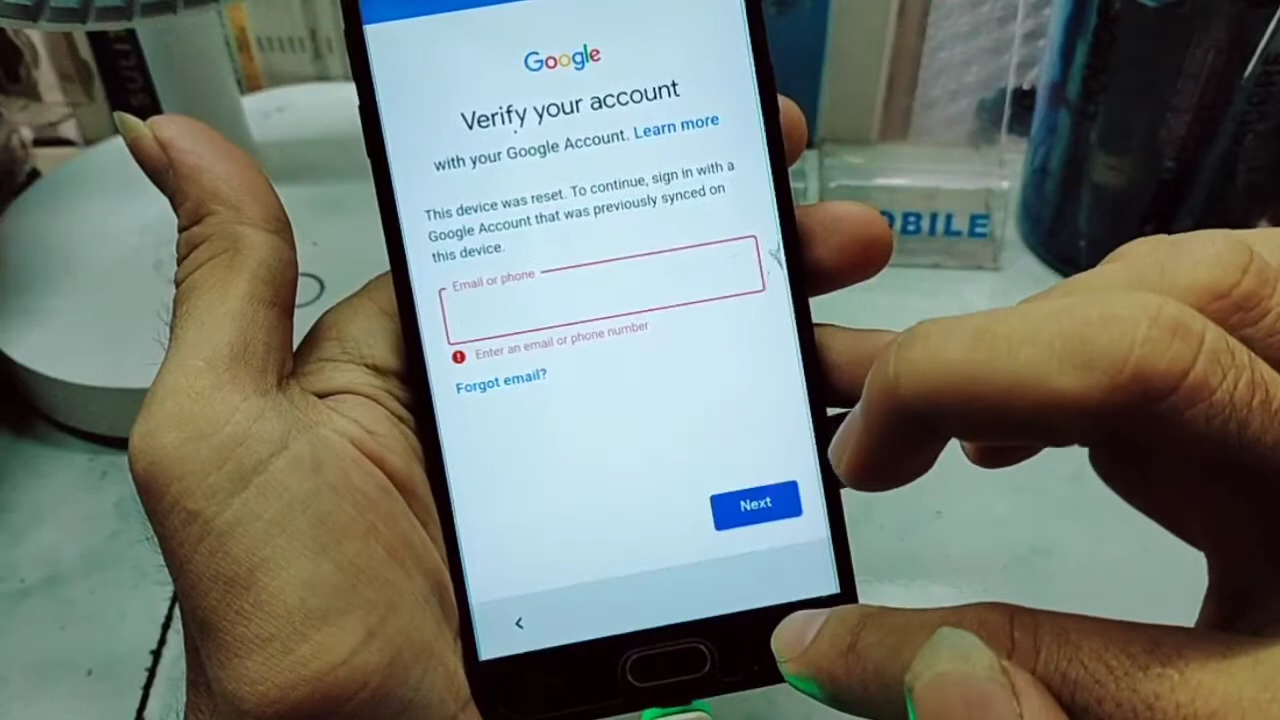 Google
Verify your account
with your Google Account. Learn more
This device was reset. To continue, sign in with a
Google Account that was previously synced on
this device.
Email or phone
Enter an email or phone number
Forgot email?
Next
OBILE
SULI